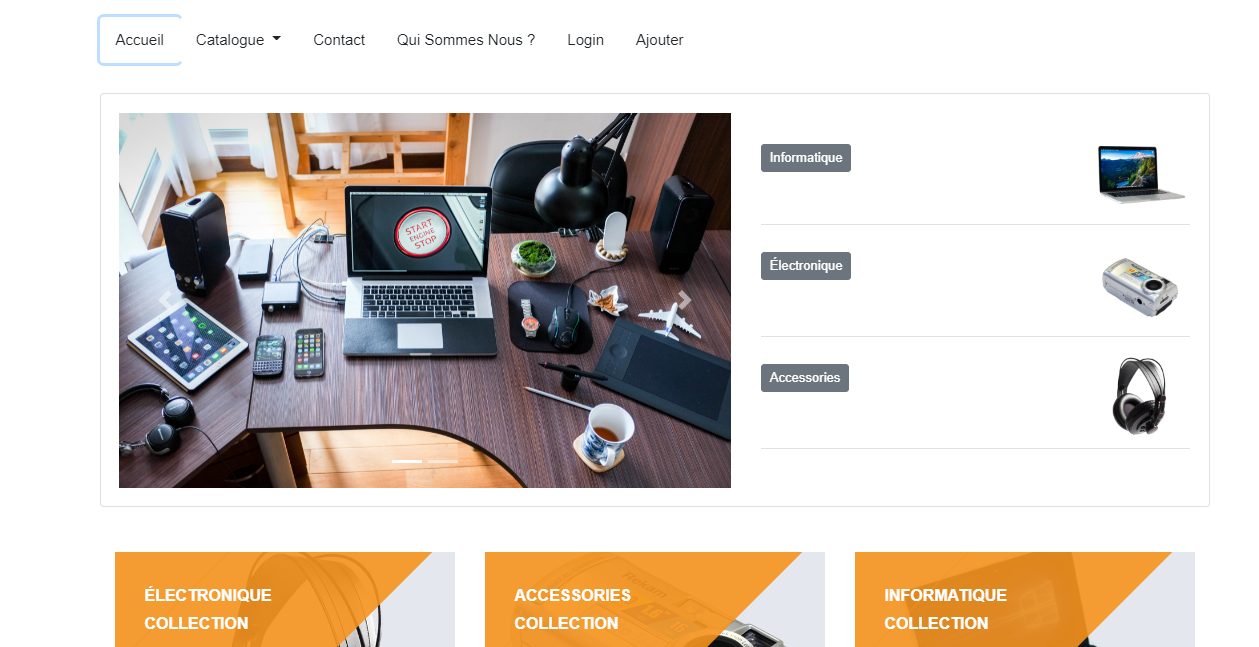 Accueil
Catalogue
Contact
Qui Sommes Nous ?
Login
Ajouter
START
ENGINE
STOP
Informatique
Électronique
Accessories
ÉLECTRONIQUE
COLLECTION
ACCESSORIES
COLLECTION
INFORMATIQUE
COLLECTION